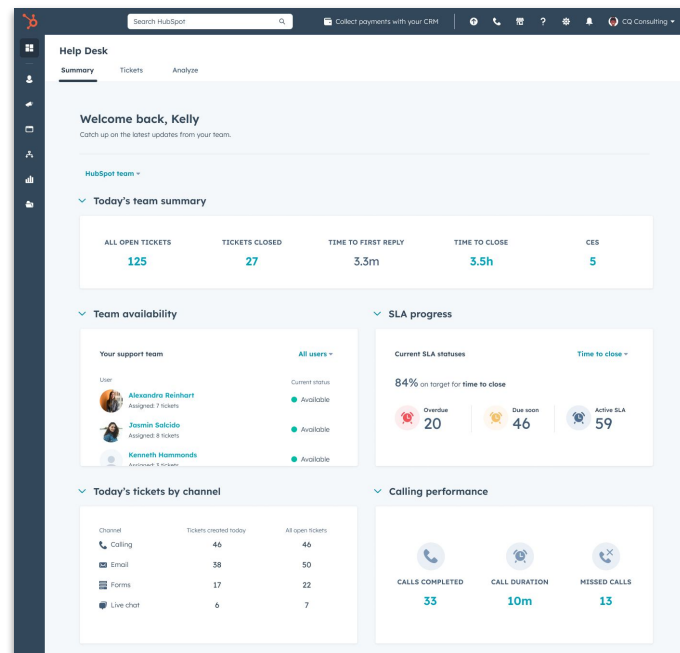 Search HubSpot
Collect payments with your CRM
?
CQ Consulting
Help Desk
Summary Tickets Analyze
Welcome back, Kelly
Catch up on the latest updates from your team.
HubSpot team
Today's team summary
ALL OPEN TICKETS TICKETS CLOSED TIME TO FIRST REPLY TIME TO CLOSE CES
125 27 3.3m 3.5h 5
Team availability
Your support team All users
User Current status
Alexandra Reinhart
Assigned: 7 tickets
Available
Jasmin Salcido
Assigned: 8 tickets
Available
Kenneth Hammonds
Assigned: 3 tickets
Available
SLA progress
Current SLA statuses Time to close
84% on target for time to close
Overdue
20
Due soon
46
Active SLA
59
Today's tickets by channel
Channel Tickets created today All open tickets
Calling 46 46
Email 38 50
Forms 17 22
Live chat 6 7
Calling performance
CALLS COMPLETED CALL DURATION MISSED CALLS
33 10m 13